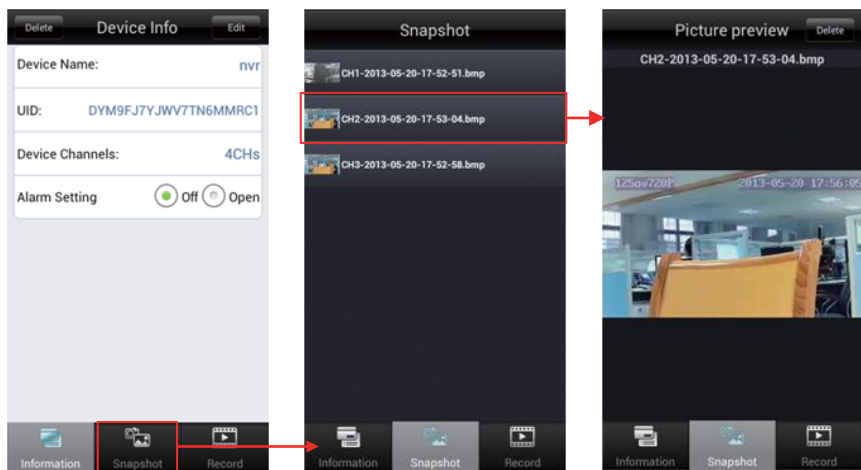 Delete Device Info Edit
Device Name: nvr
UID: DYM9FJ7YJWV7TN6MMRC1
Device Channels: 4CHs
Alarm Setting Off Open
Information Snapshot Record
Snapshot
CH1-2013-05-20-17-52-51.bmp
CH2-2013-05-20-17-53-04.bmp
CH3-2013-05-20-17-52-58.bmp
Information Snapshot Record
Picture preview Delete
CH2-2013-05-20-17-53-04.bmp
125ov720P 2013-05-20 17:56:05
Information Snapshot Record